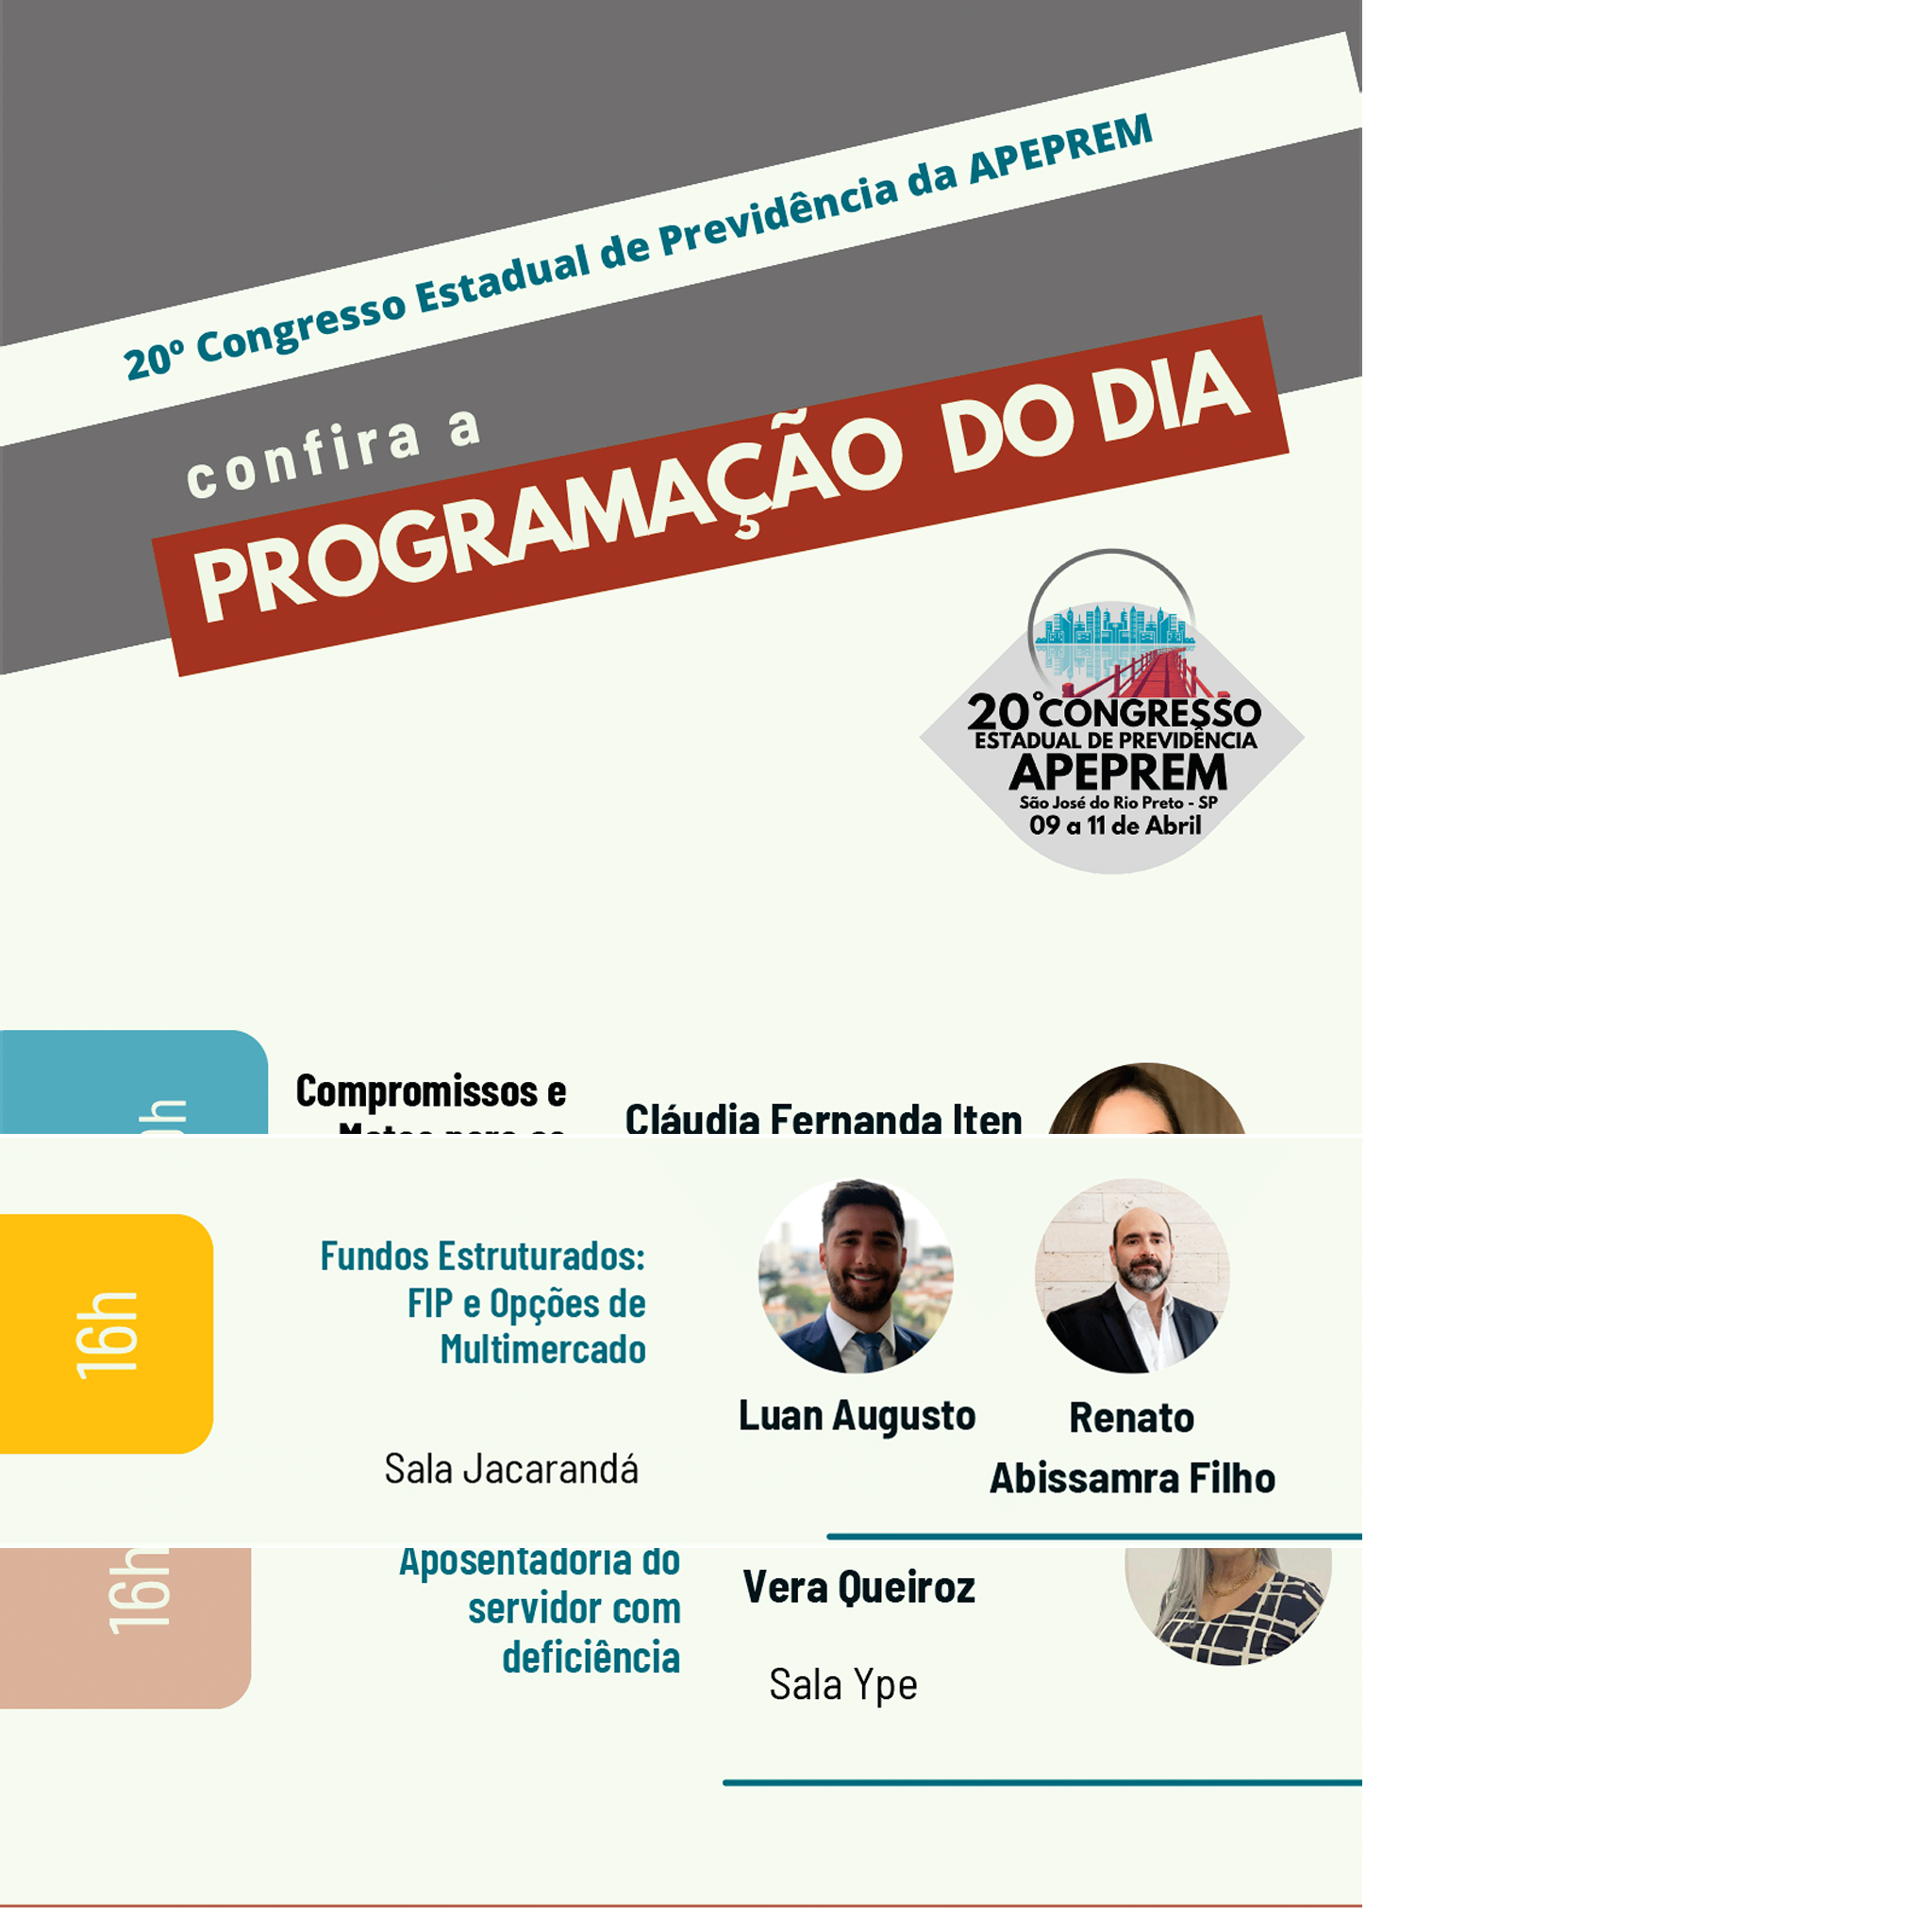 20º Congresso Estadual de Previdência da APEPREM
confira a
PROGRAMAÇÃO DO DIA
20º CONGRESSO
ESTADUAL DE PREVIDÊNCIA
APEPREM
São José do Rio Preto - SP
09 a 11 de Abril
Compromissos e
Cláudia Fernanda Iten
16h
Fundos Estruturados:
FIP e Opções de
Multimercado
Sala Jacarandá
Luan Augusto
Renato
Abissamra Filho
16h
Aposentadoria do
servidor com
deficiência
Vera Queiroz
Sala Ype